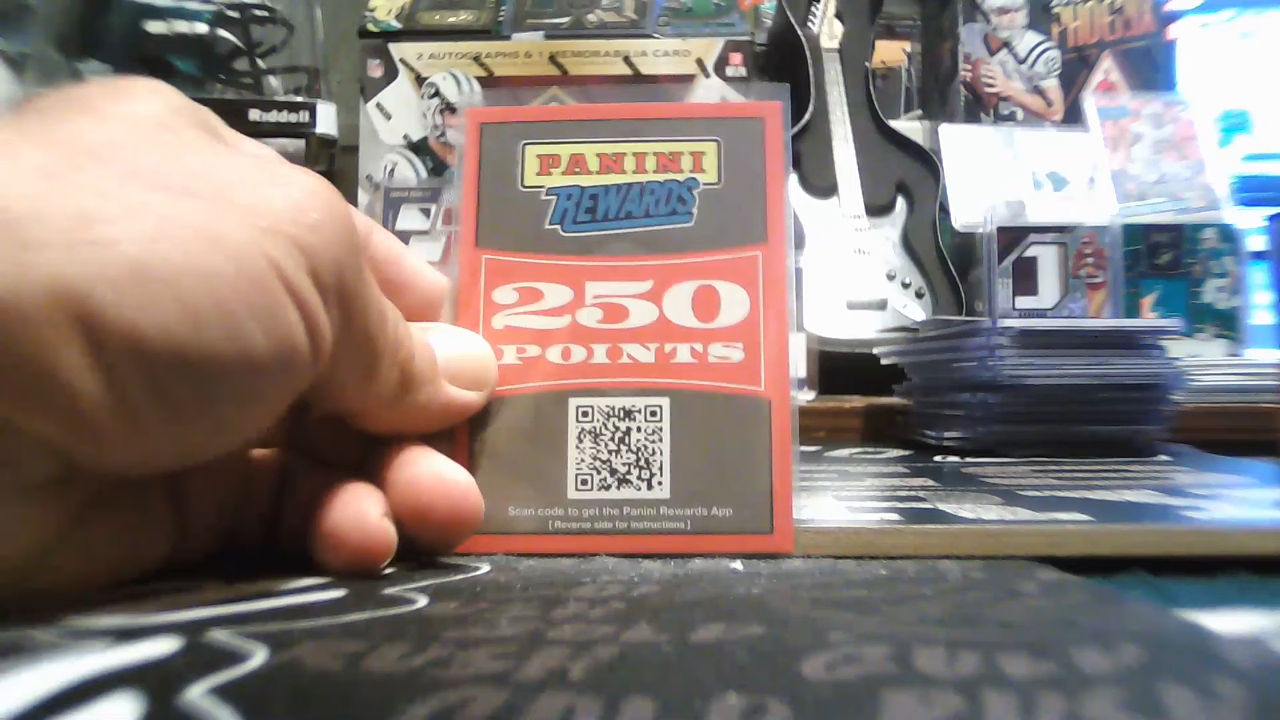 2 AUTOGRAPHS & 1 MEMORABILIA CARD
Riddell
PANINI
REWARDS
250
POINTS
Scan code to get the Panini Rewards App
[ Reverse side for instructions ]